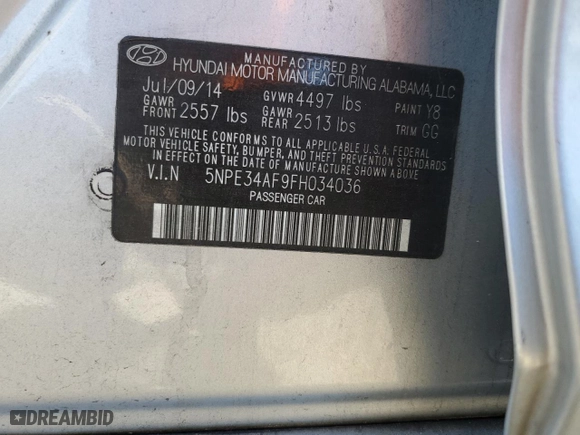 MANUFACTURED BY
HYUNDAI MOTOR MANUFACTURING ALABAMA, LLC
Jul/09/14 GVWR 4497 lbs PAINT Y8
GAWR FRONT 2557 lbs GAWR REAR 2513 lbs TRIM GG
THIS VEHICLE CONFORMS TO ALL APPLICABLE U.S.A. FEDERAL
MOTOR VEHICLE SAFETY, BUMPER, AND THEFT PREVENTION STANDARDS
IN EFFECT ON THE DATE OF MANUFACTURE SHOWN ABOVE.
V.I.N 5NPE34AF9FH034036
PASSENGER CAR
DREAMBID